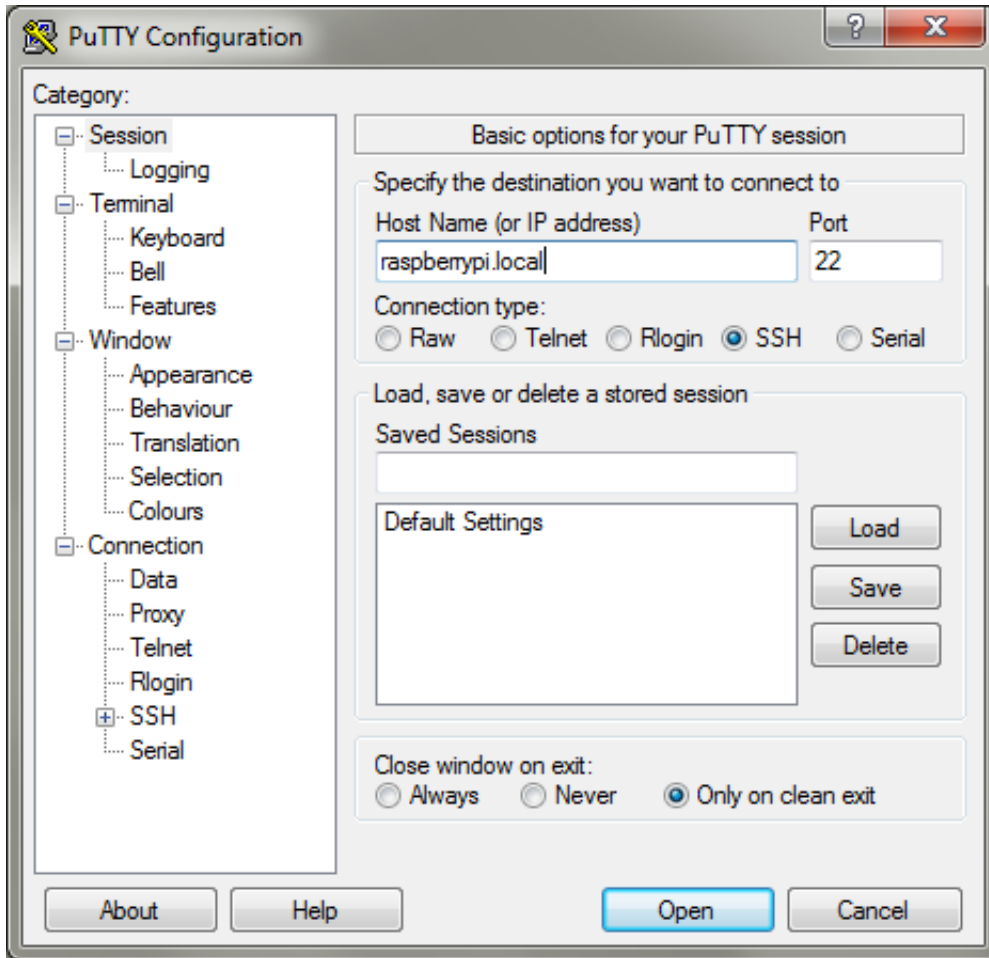 PuTTY Configuration
Category:
Session
Logging
Terminal
Keyboard
Bell
Features
Window
Appearance
Behaviour
Translation
Selection
Colours
Connection
Data
Proxy
Telnet
Rlogin
SSH
Serial
Basic options for your PuTTY session
Specify the destination you want to connect to
Host Name (or IP address) Port
raspberrypi.local 22
Connection type:
Raw Telnet Rlogin SSH Serial
Load, save or delete a stored session
Saved Sessions
Default Settings
Load
Save
Delete
Close window on exit:
Always Never Only on clean exit
About Help Open Cancel